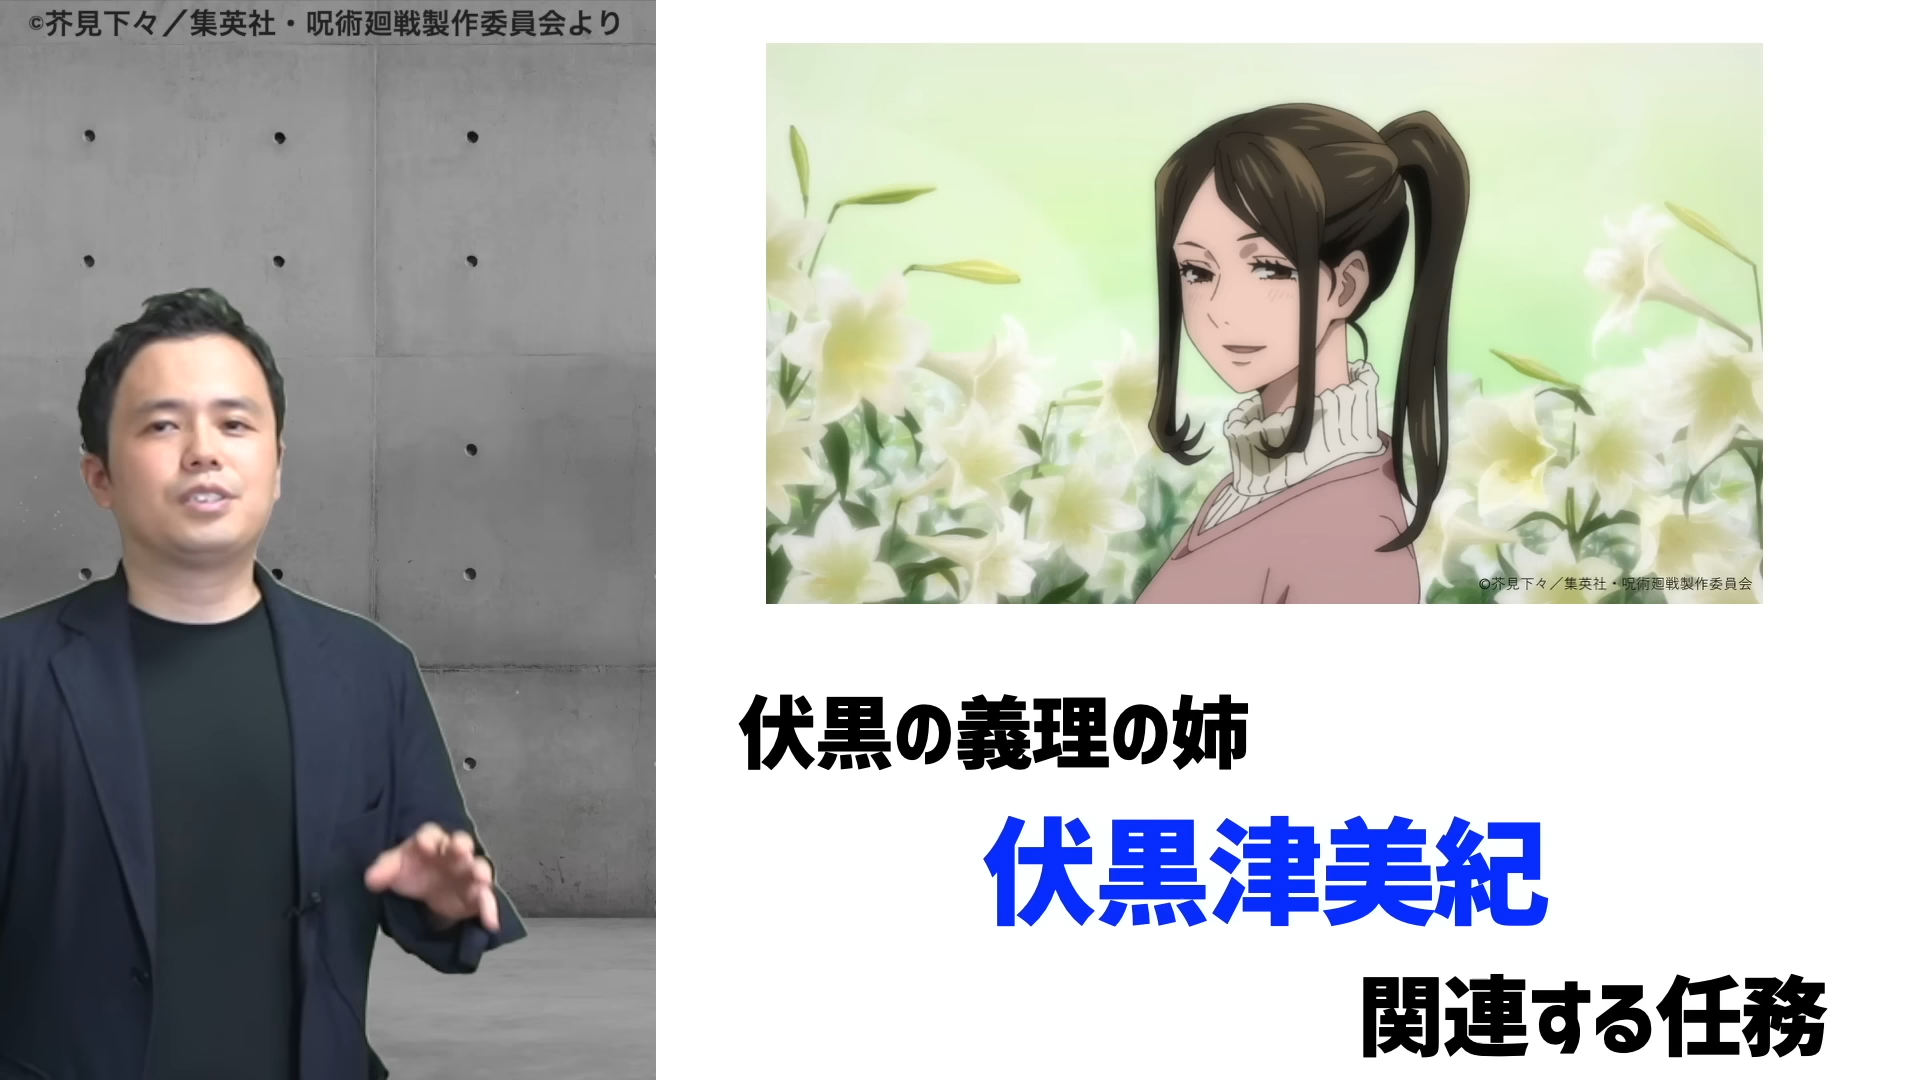 ©芥見下々／集英社・呪術廻戦製作委員会より
©芥見下々／集英社・呪術廻戦製作委員会
伏黒の義理の姉
伏黒津美紀
関連する任務